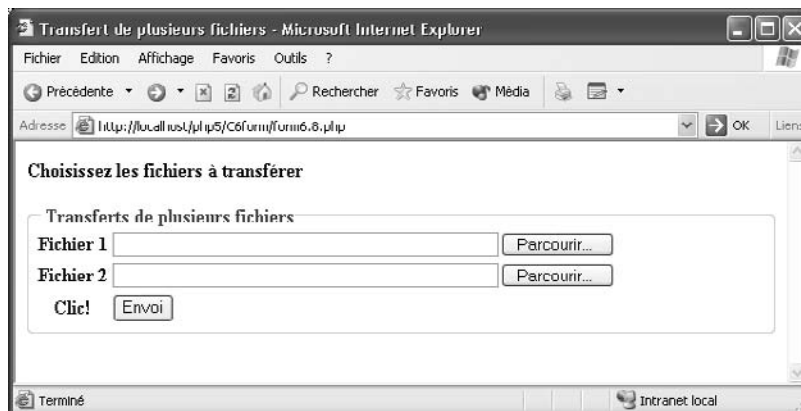 Transfert de plusieurs fichiers - Microsoft Internet Explorer
Fichier Edition Affichage Favoris Outils ?
Précédente Rechercher Favoris Média
Adresse http://localhost/php5/C6form/form6.8.php OK Liens
Choisissez les fichiers à transférer
Transferts de plusieurs fichiers
Fichier 1 Parcourir...
Fichier 2 Parcourir...
Clic! Envoi
Terminé Intranet local